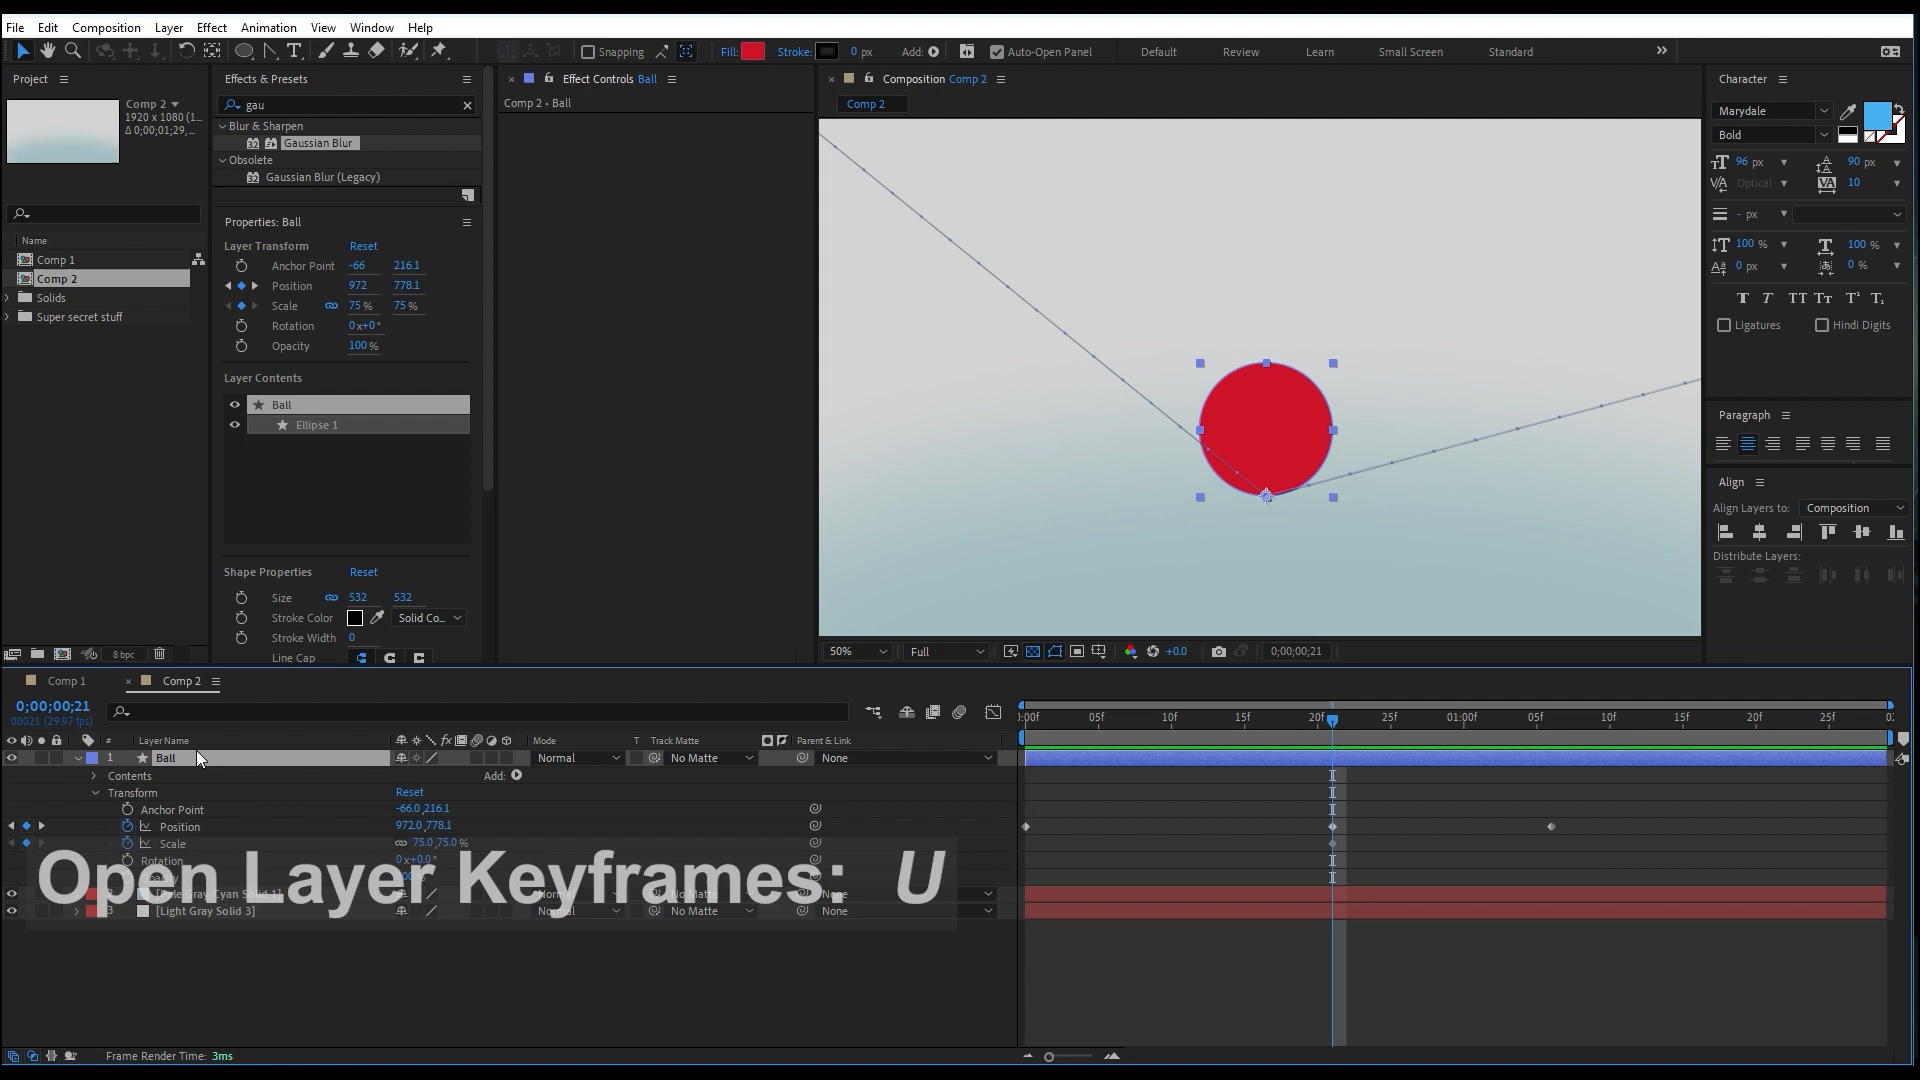 File Edit Composition Layer Effect Animation View Window Help
Snapping Fill: Stroke: 0 px Add: Auto-Open Panel Default Review Learn Small Screen Standard
Project
Comp 2
1920 x 1080 (1...
Δ 0;00;01;29, ...
Name
Comp 1
Comp 2
Solids
Super secret stuff
8 bpc
Effects & Presets
gau
Blur & Sharpen
32 Gaussian Blur
Obsolete
32 Gaussian Blur (Legacy)
Properties: Ball
Layer Transform Reset
Anchor Point -66 216.1
Position 972 778.1
Scale 75 % 75 %
Rotation 0x+0°
Opacity 100 %
Layer Contents
Ball
Ellipse 1
Shape Properties Reset
Size 532 532
Stroke Color Solid Co...
Stroke Width 0
Line Cap
Effect Controls Ball
Comp 2 • Ball
Composition Comp 2
Comp 2
50% Full +0.0 0;00;00;21
Character
Marydale
Bold
96 px 90 px
Optical 10
- px
100 % 100 %
0 px 0 %
T T TT Tr T¹ T₁
Ligatures Hindi Digits
Paragraph
Align
Align Layers to: Composition
Distribute Layers:
Comp 1 Comp 2
0;00;00;21
00021 (29.97 fps)
# Layer Name Mode T Track Matte Parent & Link
1 Ball Normal No Matte None
Contents Add:
Transform Reset
Anchor Point -66.0,216.1
Position 972.0,778.1
Scale 75.0,75.0%
Rotation 0x+0.0°
Open Layer Keyframes: U
3 [Light Gray Solid 3] Normal No Matte None
:00f 05f 10f 15f 20f 25f 01:00f 05f 10f 15f 20f 25f 02
Frame Render Time: 3ms